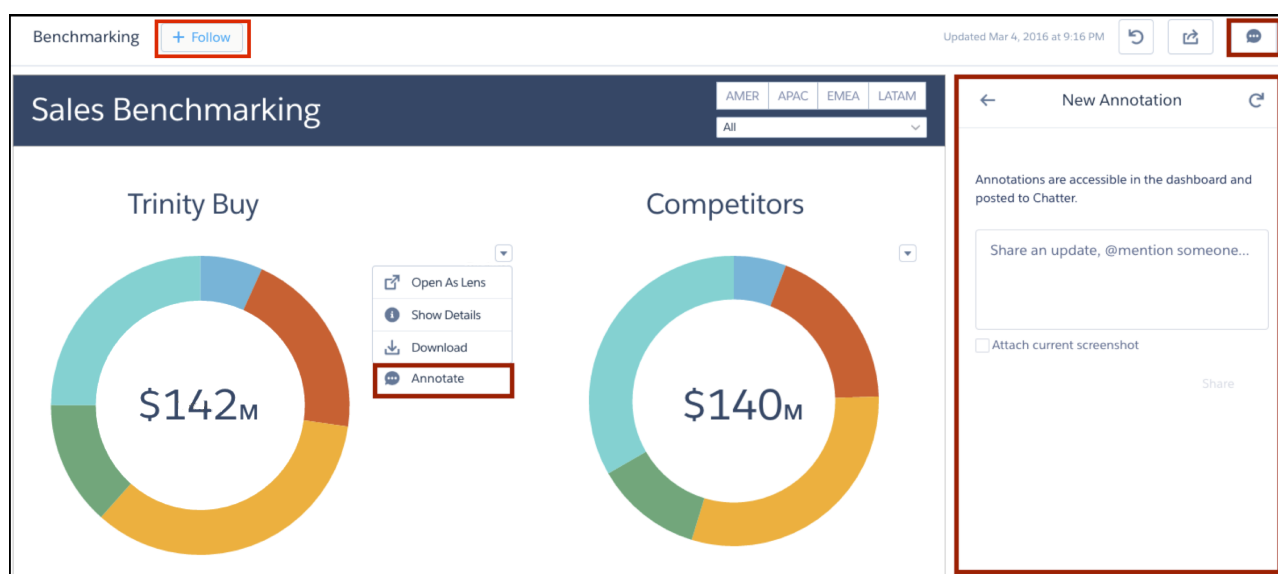 Benchmarking
+ Follow
Updated Mar 4, 2016 at 9:16 PM
Sales Benchmarking
AMER APAC EMEA LATAM
All
New Annotation
Annotations are accessible in the dashboard and
posted to Chatter.
Share an update, @mention someone...
Attach current screenshot
Share
Trinity Buy
Open As Lens
Show Details
Download
Annotate
$142M
Competitors
$140M